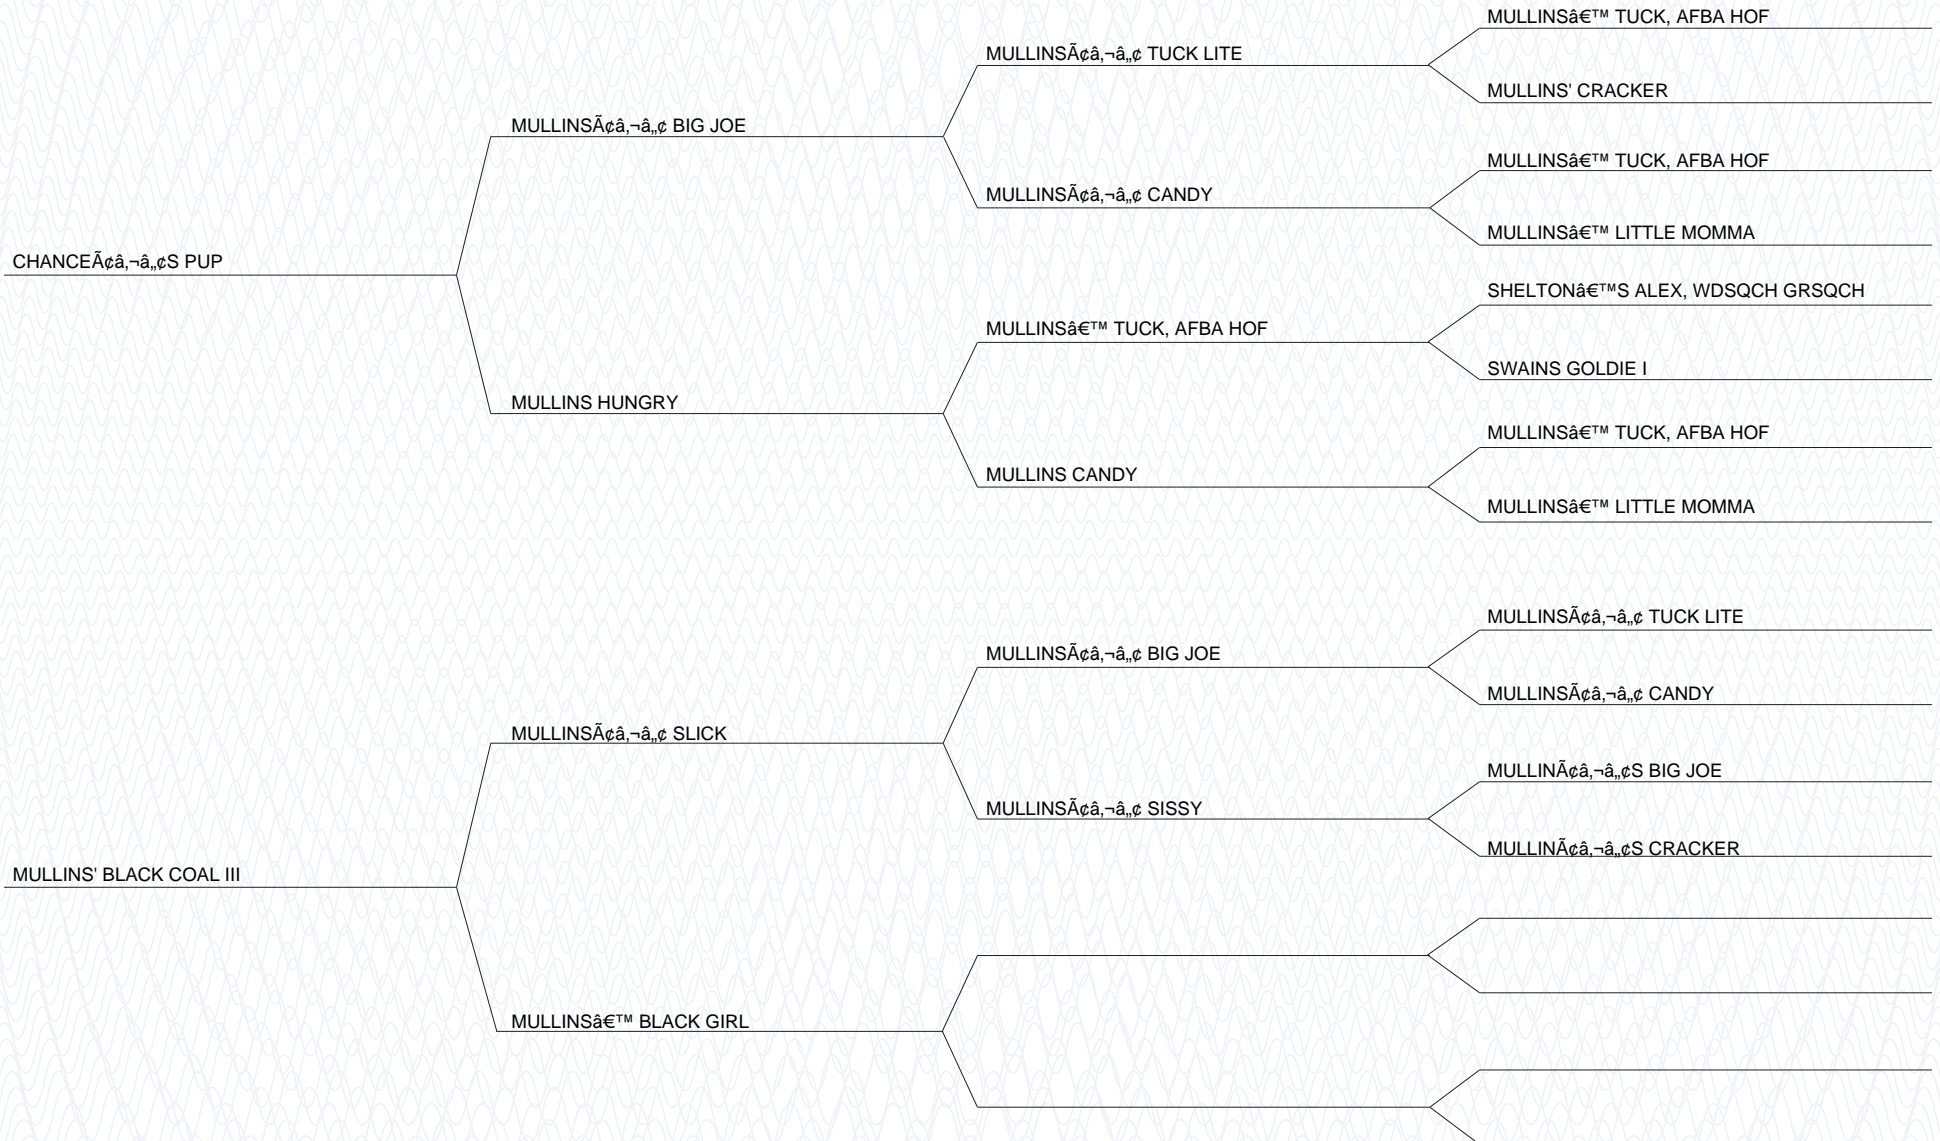 MULLINSâ€™ TUCK, AFBA HOF
MULLINSÃ¢â‚¬â„¢ TUCK LITE
MULLINS' CRACKER
MULLINSÃ¢â‚¬â„¢ BIG JOE
MULLINSâ€™ TUCK, AFBA HOF
MULLINSÃ¢â‚¬â„¢ CANDY
MULLINSâ€™ LITTLE MOMMA
CHANCEÃ¢â‚¬â„¢S PUP
SHELTONâ€™S ALEX, WDSQCH GRSQCH
MULLINSâ€™ TUCK, AFBA HOF
SWAINS GOLDIE I
MULLINS HUNGRY
MULLINSâ€™ TUCK, AFBA HOF
MULLINS CANDY
MULLINSâ€™ LITTLE MOMMA
MULLINSÃ¢â‚¬â„¢ TUCK LITE
MULLINSÃ¢â‚¬â„¢ BIG JOE
MULLINSÃ¢â‚¬â„¢ CANDY
MULLINSÃ¢â‚¬â„¢ SLICK
MULLINÃ¢â‚¬â„¢S BIG JOE
MULLINSÃ¢â‚¬â„¢ SISSY
MULLINÃ¢â‚¬â„¢S CRACKER
MULLINS' BLACK COAL III
MULLINSâ€™ BLACK GIRL